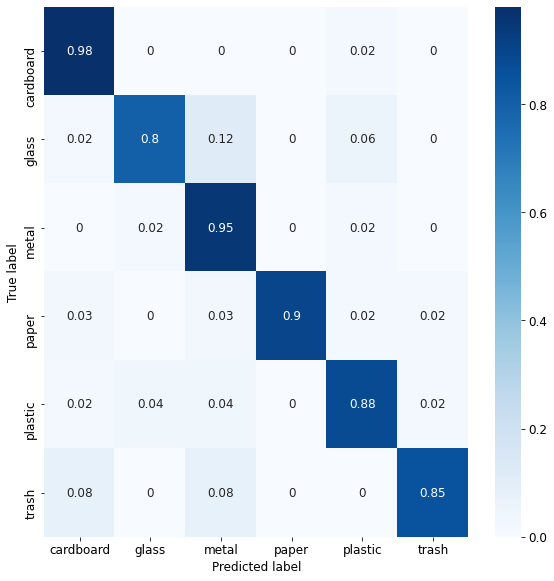 cardboard 0.98 0 0 0 0.02 0
glass 0.02 0.8 0.12 0 0.06 0
metal 0 0.02 0.95 0 0.02 0
paper 0.03 0 0.03 0.9 0.02 0.02
plastic 0.02 0.04 0.04 0 0.88 0.02
trash 0.08 0 0.08 0 0 0.85
cardboard glass metal paper plastic trash
Predicted label
True label
0.8
0.6
0.4
0.2
0.0